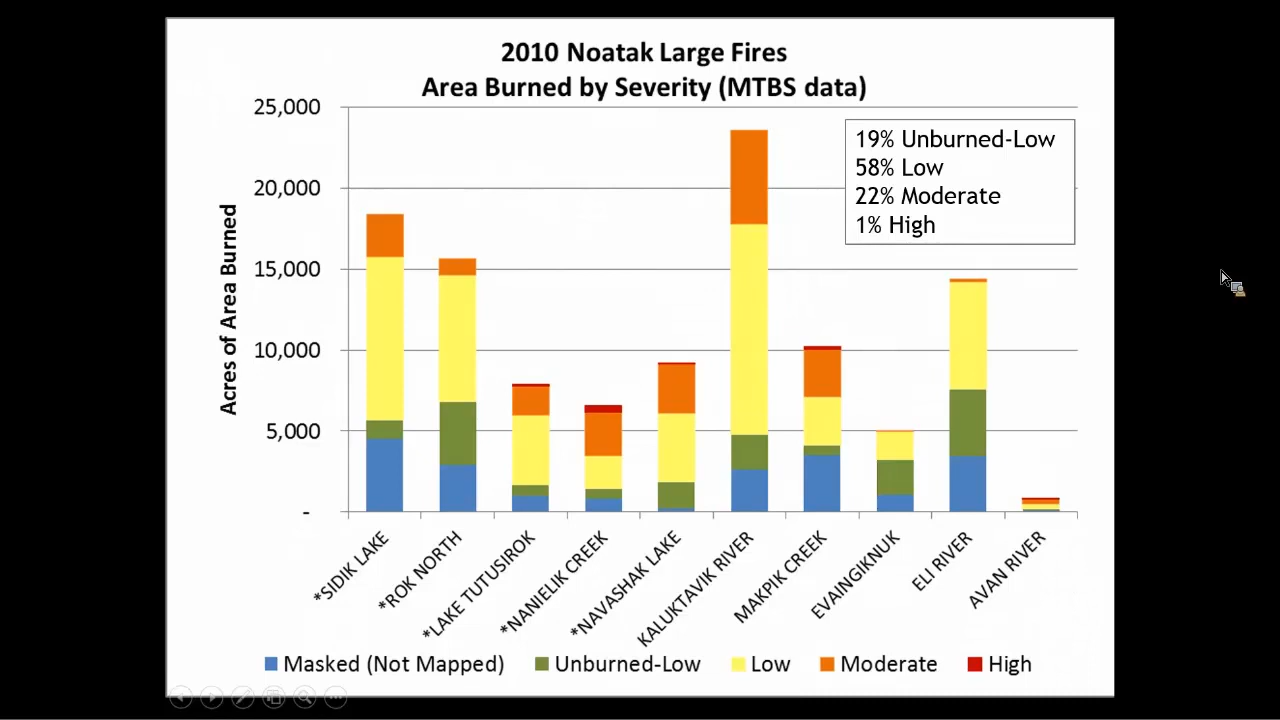 2010 Noatak Large Fires
Area Burned by Severity (MTBS data)
25,000
20,000
15,000
10,000
5,000
-
Acres of Area Burned
19% Unburned-Low
58% Low
22% Moderate
1% High
*SIDIK LAKE
*ROK NORTH
*LAKE TUTUSIROK
*NANIELIK CREEK
*NAVASHAK LAKE
KALUKTAVIK RIVER
MAKPIK CREEK
EVAINGIKNUK
ELI RIVER
AVAN RIVER
Masked (Not Mapped) Unburned-Low Low Moderate High